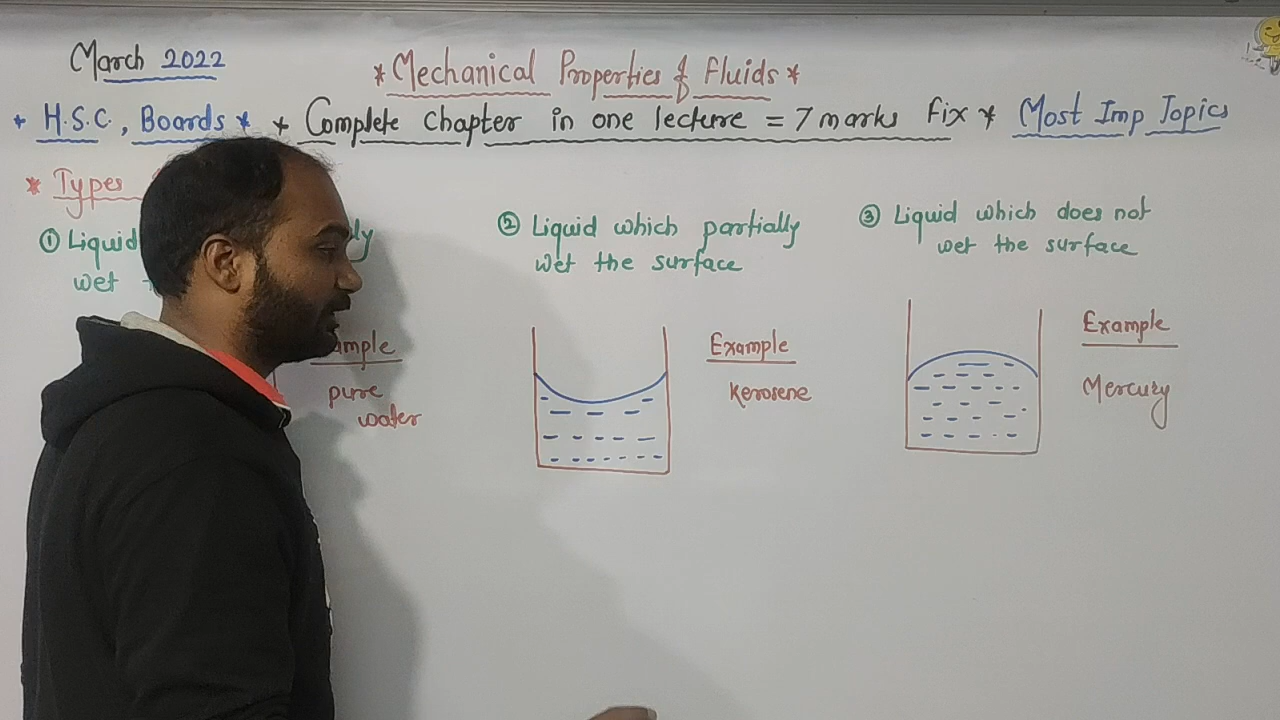 March 2022
* Mechanical Properties of Fluids *
* H.S.C, Boards * * Complete Chapter in one lecture = 7 marks Fix * Most Imp Topics
* Types
① Liquid
wet
② Liquid which partially
wet the surface
③ Liquid which does not
wet the surface
pure
water
Example
Kerosene
Example
Mercury